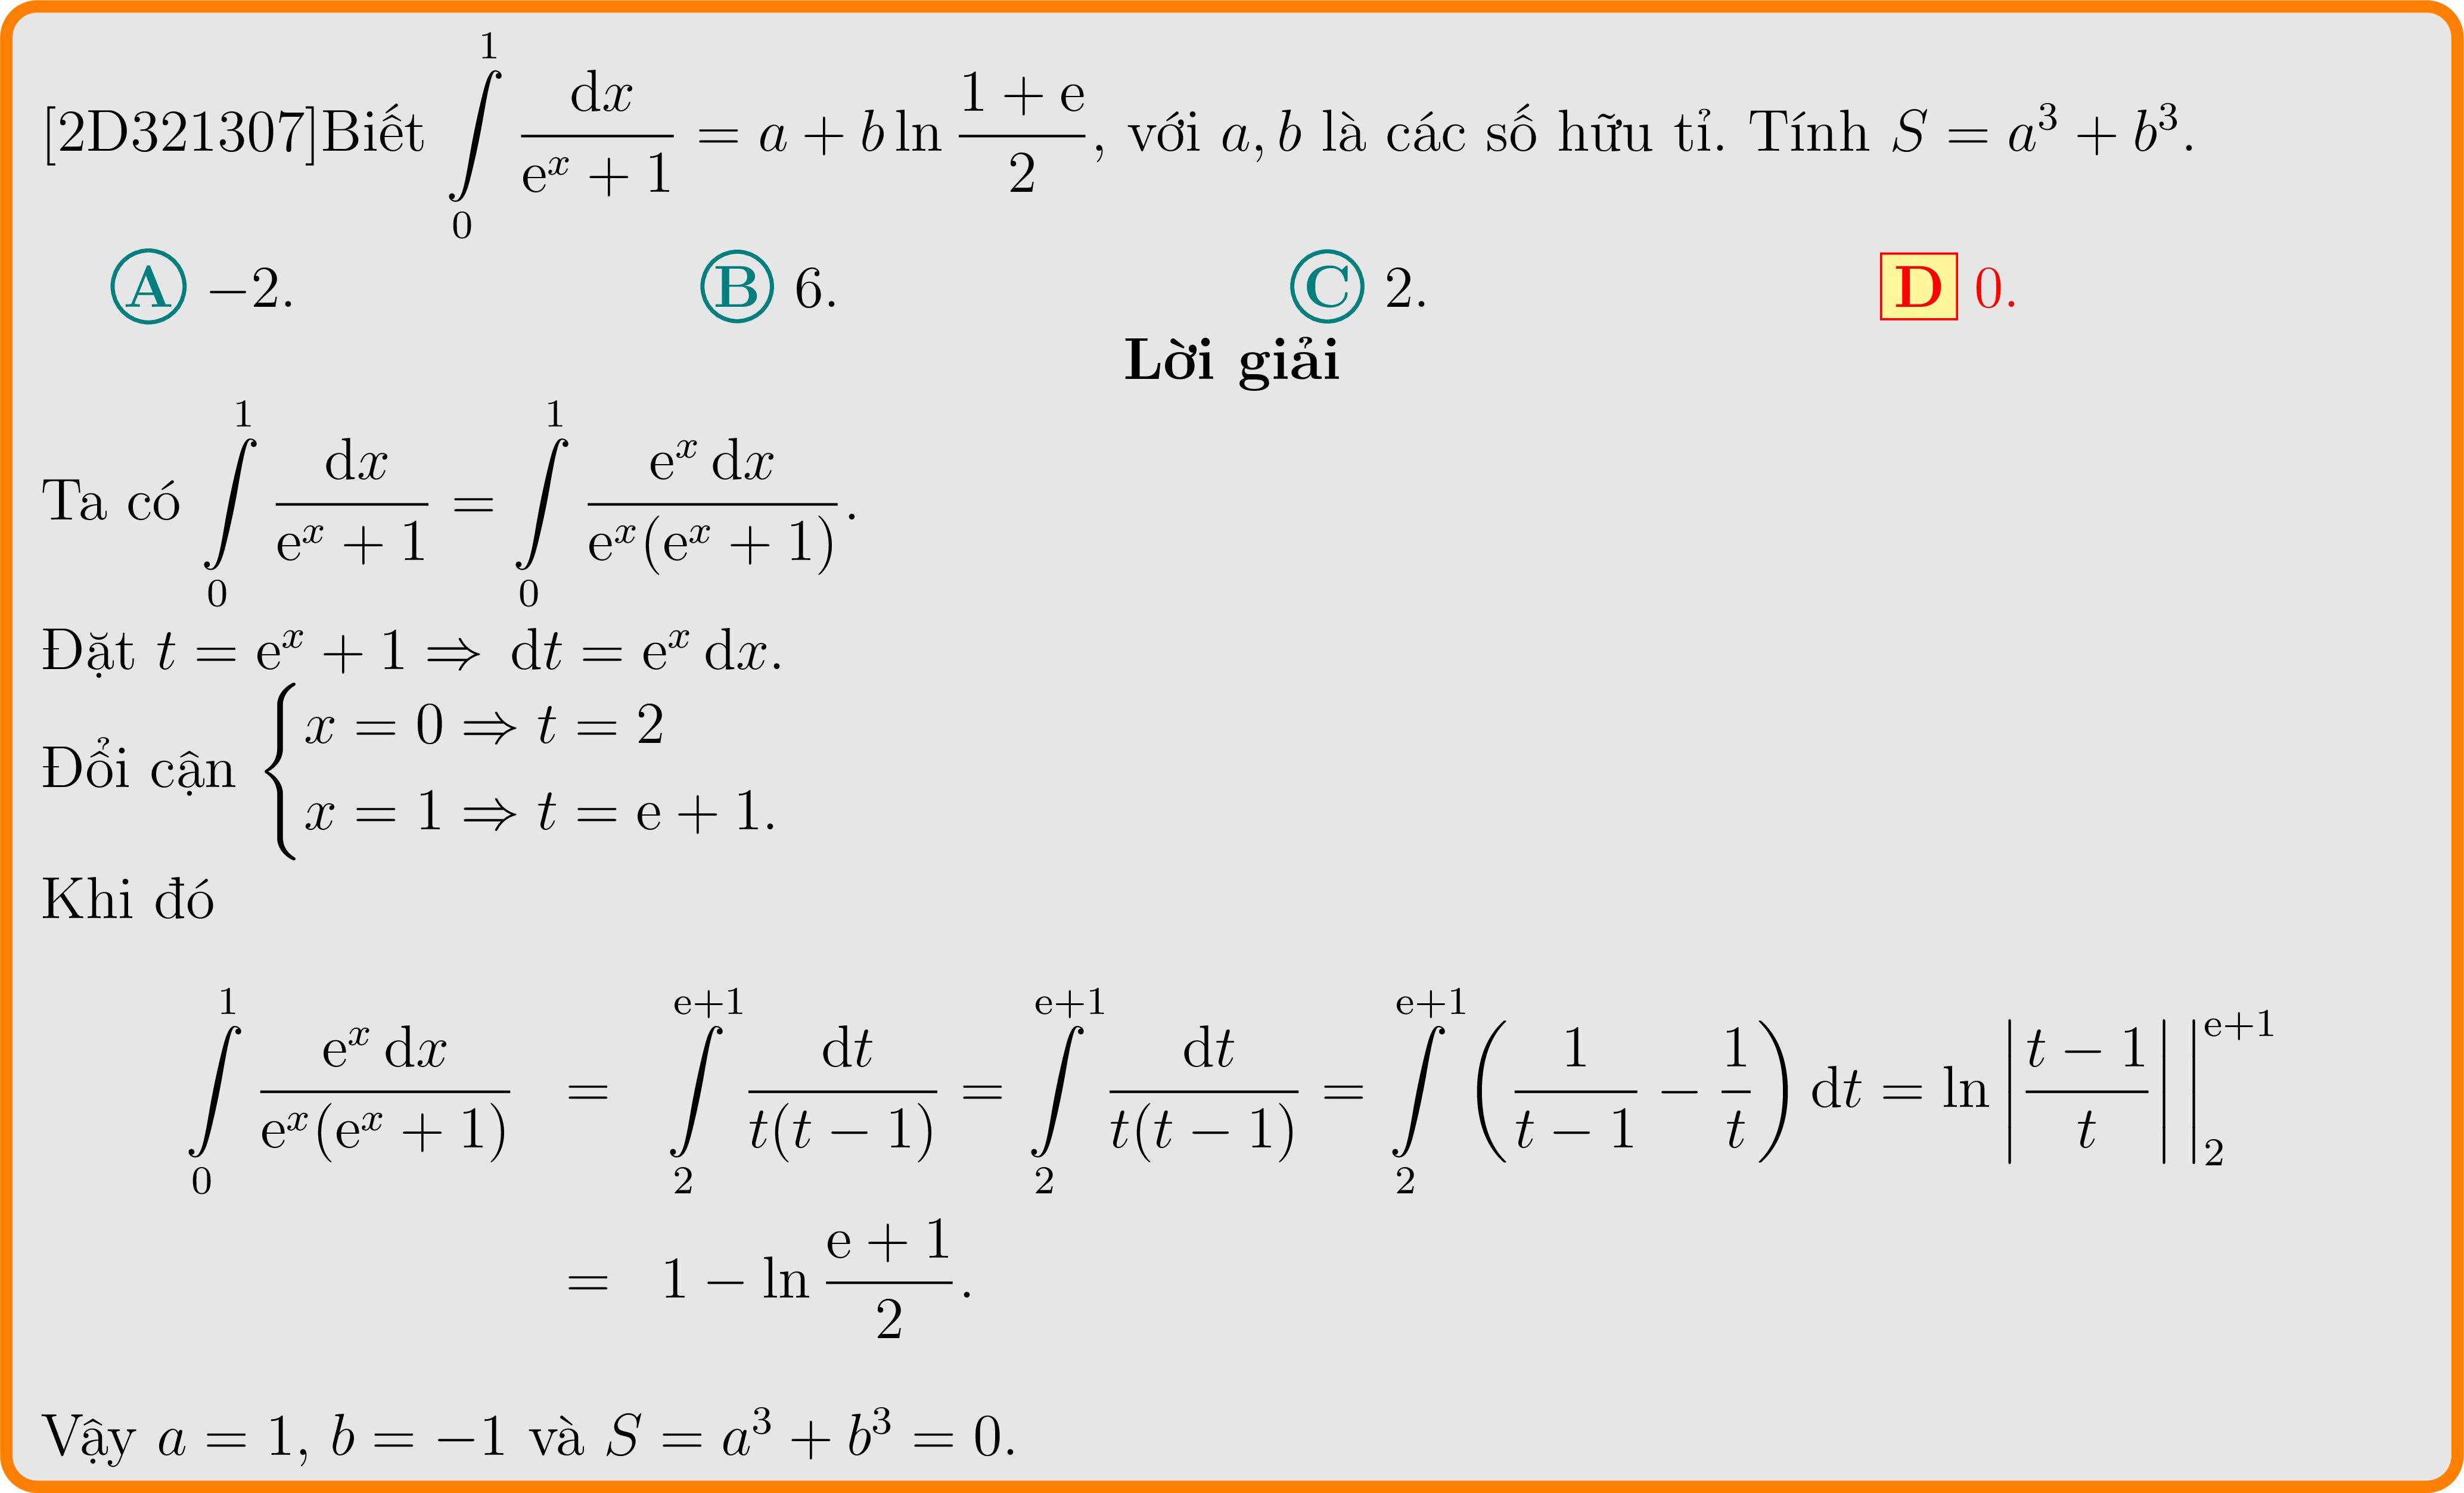 [2D321307]Biết $\int\limits_0^1 \frac{\mathrm{d}x}{\mathrm{e}^x+1} = a + b\ln\frac{1+\mathrm{e}}{2}$, với $a, b$ là các số hữu tỉ. Tính $S = a^3 + b^3$.
A −2. B 6. C 2. D 0.
Lời giải
Ta có $\int\limits_0^1 \frac{\mathrm{d}x}{\mathrm{e}^x+1} = \int\limits_0^1 \frac{\mathrm{e}^x\,\mathrm{d}x}{\mathrm{e}^x(\mathrm{e}^x+1)}$.
Đặt $t = \mathrm{e}^x + 1 \Rightarrow \mathrm{d}t = \mathrm{e}^x\,\mathrm{d}x$.
Đổi cận $\begin{cases} x = 0 \Rightarrow t = 2 \\ x = 1 \Rightarrow t = \mathrm{e}+1. \end{cases}$
Khi đó
$\int\limits_0^1 \frac{\mathrm{e}^x\,\mathrm{d}x}{\mathrm{e}^x(\mathrm{e}^x+1)} = \int\limits_2^{\mathrm{e}+1} \frac{\mathrm{d}t}{t(t-1)} = \int\limits_2^{\mathrm{e}+1} \frac{\mathrm{d}t}{t(t-1)} = \int\limits_2^{\mathrm{e}+1} \left(\frac{1}{t-1} - \frac{1}{t}\right)\mathrm{d}t = \ln\left|\frac{t-1}{t}\right|\Big|_2^{\mathrm{e}+1}$
$= 1 - \ln\frac{\mathrm{e}+1}{2}$.
Vậy $a = 1$, $b = -1$ và $S = a^3 + b^3 = 0$.